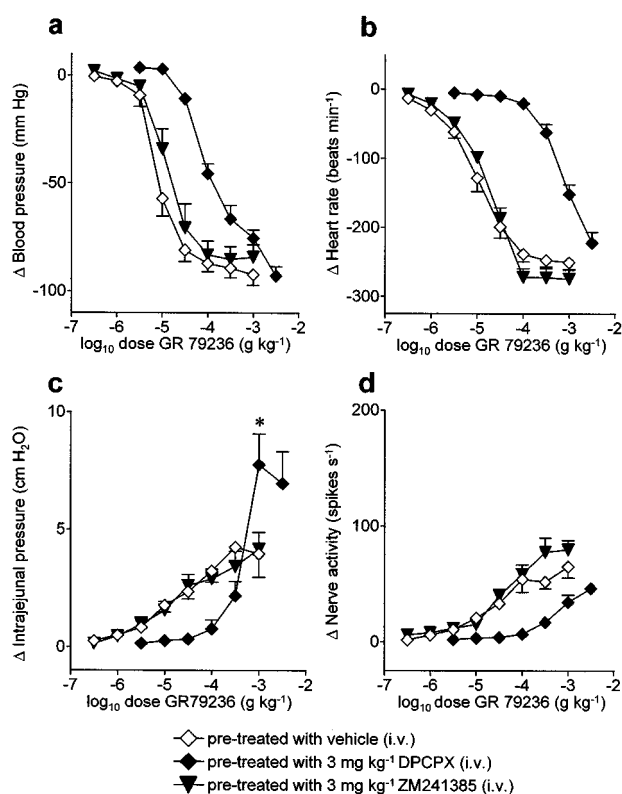 a
b
0
-50
-100
Δ Blood pressure (mm Hg)
-7 -6 -5 -4 -3 -2
log₁₀ dose GR 79236 (g kg⁻¹)
0
-100
-200
-300
Δ Heart rate (beats min⁻¹)
-7 -6 -5 -4 -3 -2
log₁₀ dose GR 79236 (g kg⁻¹)
c
d
10
5
0
Δ Intrajejunal pressure (cm H₂O)
*
-7 -6 -5 -4 -3 -2
log₁₀ dose GR79236 (g kg⁻¹)
200
100
0
Δ Nerve activity (spikes s⁻¹)
-7 -6 -5 -4 -3 -2
log₁₀ dose GR 79236 (g kg⁻¹)
pre-treated with vehicle (i.v.)
pre-treated with 3 mg kg⁻¹ DPCPX (i.v.)
pre-treated with 3 mg kg⁻¹ ZM241385 (i.v.)